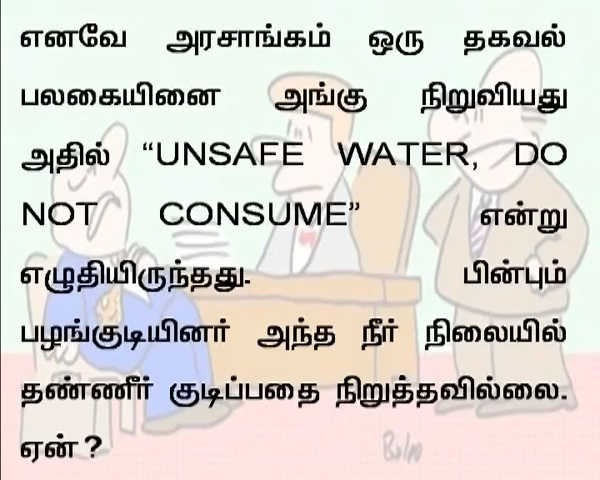 எனவே அரசாங்கம் ஒரு தகவல்
பலகையினை அங்கு நிறுவியது
அதில் “UNSAFE WATER, DO
NOT CONSUME” என்று
எழுதியிருந்தது. பின்பும்
பழங்குடியினர் அந்த நீர் நிலையில்
தண்ணீர் குடிப்பதை நிறுத்தவில்லை.
ஏன் ?